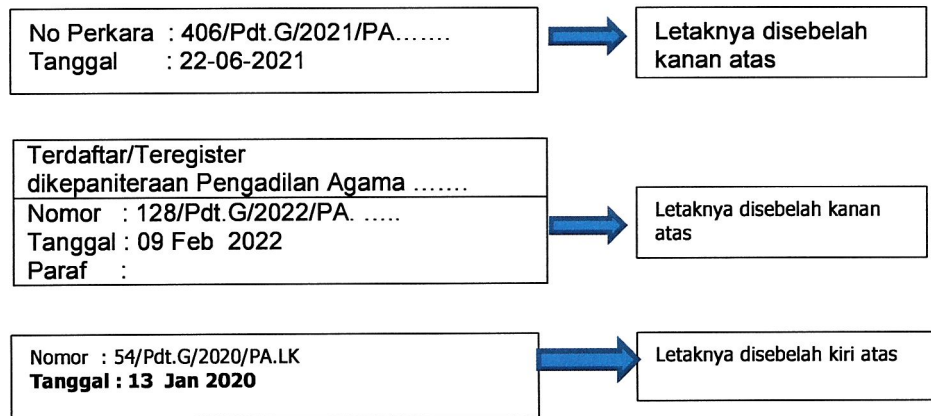 No Perkara : 406/Pdt.G/2021/PA.......
Tanggal : 22-06-2021
Letaknya disebelah
kanan atas
Terdaftar/Teregister
dikepaniteraan Pengadilan Agama .......
Nomor : 128/Pdt.G/2022/PA. .....
Tanggal : 09 Feb 2022
Paraf :
Letaknya disebelah kanan
atas
Nomor : 54/Pdt.G/2020/PA.LK
Tanggal : 13 Jan 2020
Letaknya disebelah kiri atas